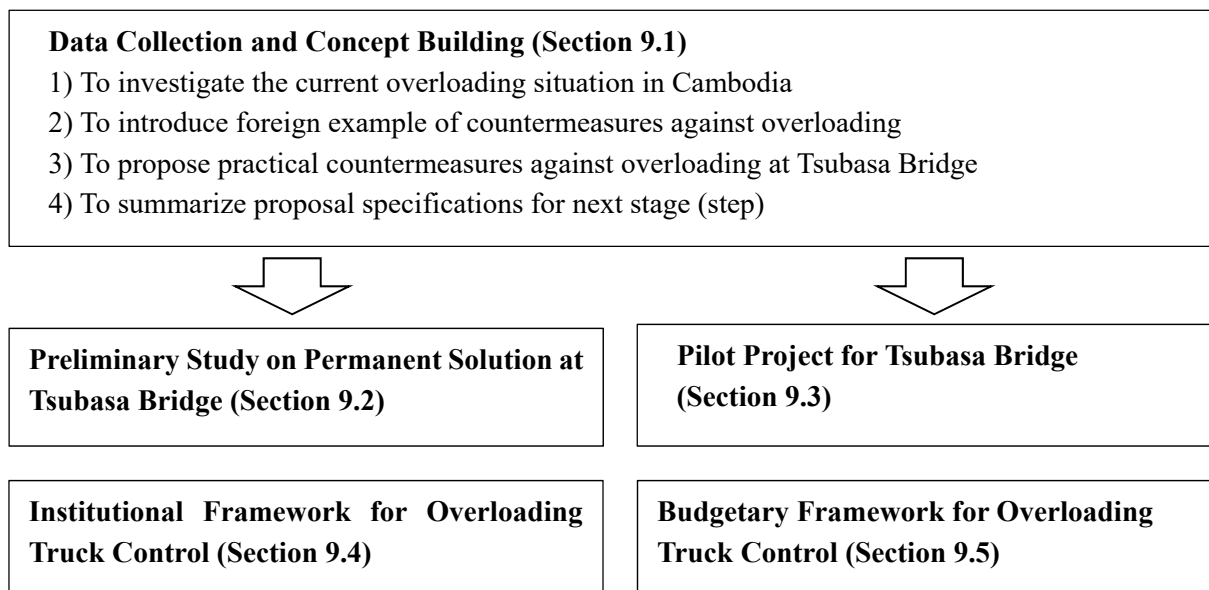 Data Collection and Concept Building (Section 9.1)
1) To investigate the current overloading situation in Cambodia
2) To introduce foreign example of countermeasures against overloading
3) To propose practical countermeasures against overloading at Tsubasa Bridge
4) To summarize proposal specifications for next stage (step)
Preliminary Study on Permanent Solution at
Tsubasa Bridge (Section 9.2)
Pilot Project for Tsubasa Bridge
(Section 9.3)
Institutional Framework for Overloading
Truck Control (Section 9.4)
Budgetary Framework for Overloading
Truck Control (Section 9.5)